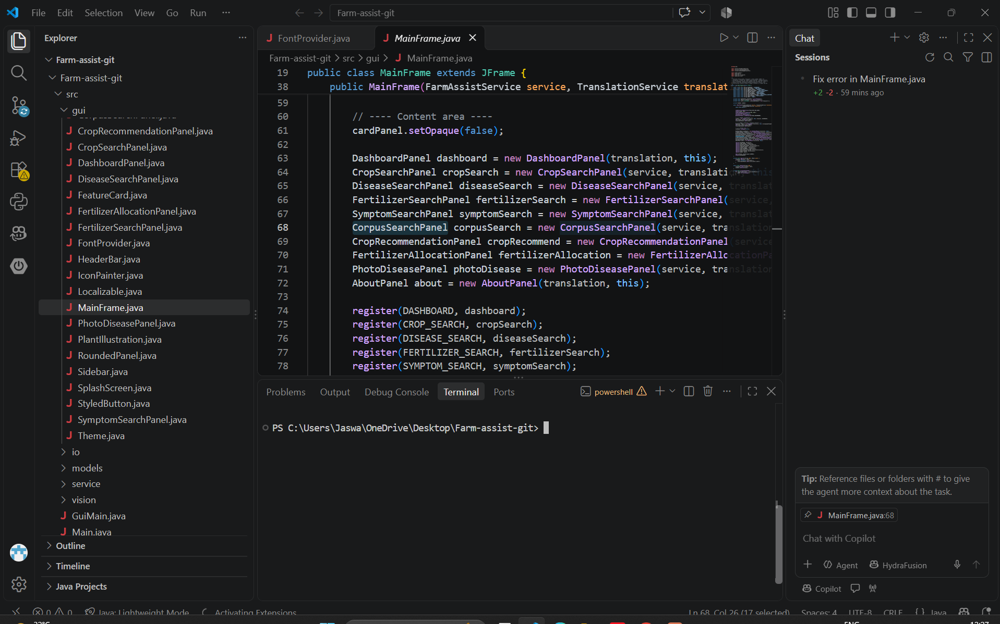 File Edit Selection View Go Run ···
Farm-assist-git
Explorer
Farm-assist-git
Farm-assist-git
src
gui
CropRecommendationPanel.java
CropSearchPanel.java
DashboardPanel.java
DiseaseSearchPanel.java
FeatureCard.java
FertilizerAllocationPanel.java
FertilizerSearchPanel.java
FontProvider.java
HeaderBar.java
IconPainter.java
Localizable.java
MainFrame.java
PhotoDiseasePanel.java
PlantIllustration.java
RoundedPanel.java
Sidebar.java
SplashScreen.java
StyledButton.java
SymptomSearchPanel.java
Theme.java
io
models
service
vision
GuiMain.java
Main.java
Outline
Timeline
Java Projects
FontProvider.java
MainFrame.java
Farm-assist-git > src > gui > MainFrame.java
19 public class MainFrame extends JFrame {
38 public MainFrame(FarmAssistService service, TranslationService translat
59
60 // ---- Content area ----
61 cardPanel.setOpaque(false);
62
63 DashboardPanel dashboard = new DashboardPanel(translation, this);
64 CropSearchPanel cropSearch = new CropSearchPanel(service, translation, this
65 DiseaseSearchPanel diseaseSearch = new DiseaseSearchPanel(service, translat
66 FertilizerSearchPanel fertilizerSearch = new FertilizerSearchPanel(service,
67 SymptomSearchPanel symptomSearch = new SymptomSearchPanel(service, translat
68 CorpusSearchPanel corpusSearch = new CorpusSearchPanel(service, translation
69 CropRecommendationPanel cropRecommend = new CropRecommendationPanel(service
70 FertilizerAllocationPanel fertilizerAllocation = new FertilizerAllocationPa
71 PhotoDiseasePanel photoDisease = new PhotoDiseasePanel(service, translation
72 AboutPanel about = new AboutPanel(translation, this);
73
74 register(DASHBOARD, dashboard);
75 register(CROP_SEARCH, cropSearch);
76 register(DISEASE_SEARCH, diseaseSearch);
77 register(FERTILIZER_SEARCH, fertilizerSearch);
78 register(SYMPTOM_SEARCH, symptomSearch);
Problems Output Debug Console Terminal Ports
powershell
PS C:\Users\Jaswa\OneDrive\Desktop\Farm-assist-git>
Chat
Sessions
Fix error in MainFrame.java
+2 -2 · 59 mins ago
Tip: Reference files or folders with # to give
the agent more context about the task.
MainFrame.java:68
Chat with Copilot
Agent HydraFusion
Copilot
0 0 Java: Lightweight Mode Activating Extensions
Ln 68, Col 26 (17 selected) Spaces: 4 UTF-8 CRLF { } Java